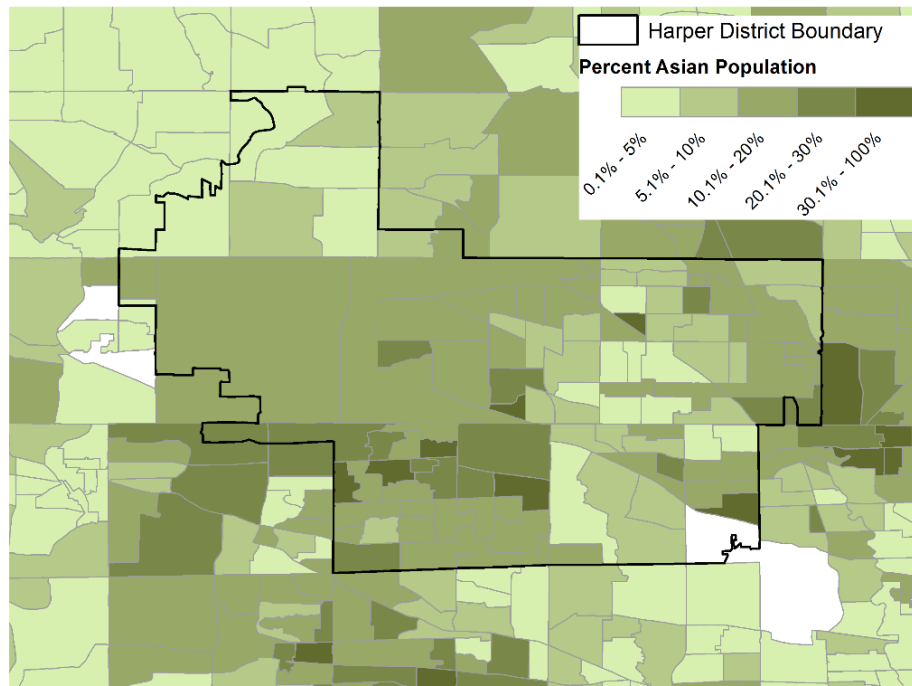 Harper District Boundary
Percent Asian Population
0.1% - 5%
5.1% - 10%
10.1% - 20%
20.1% - 30%
30.1% - 100%